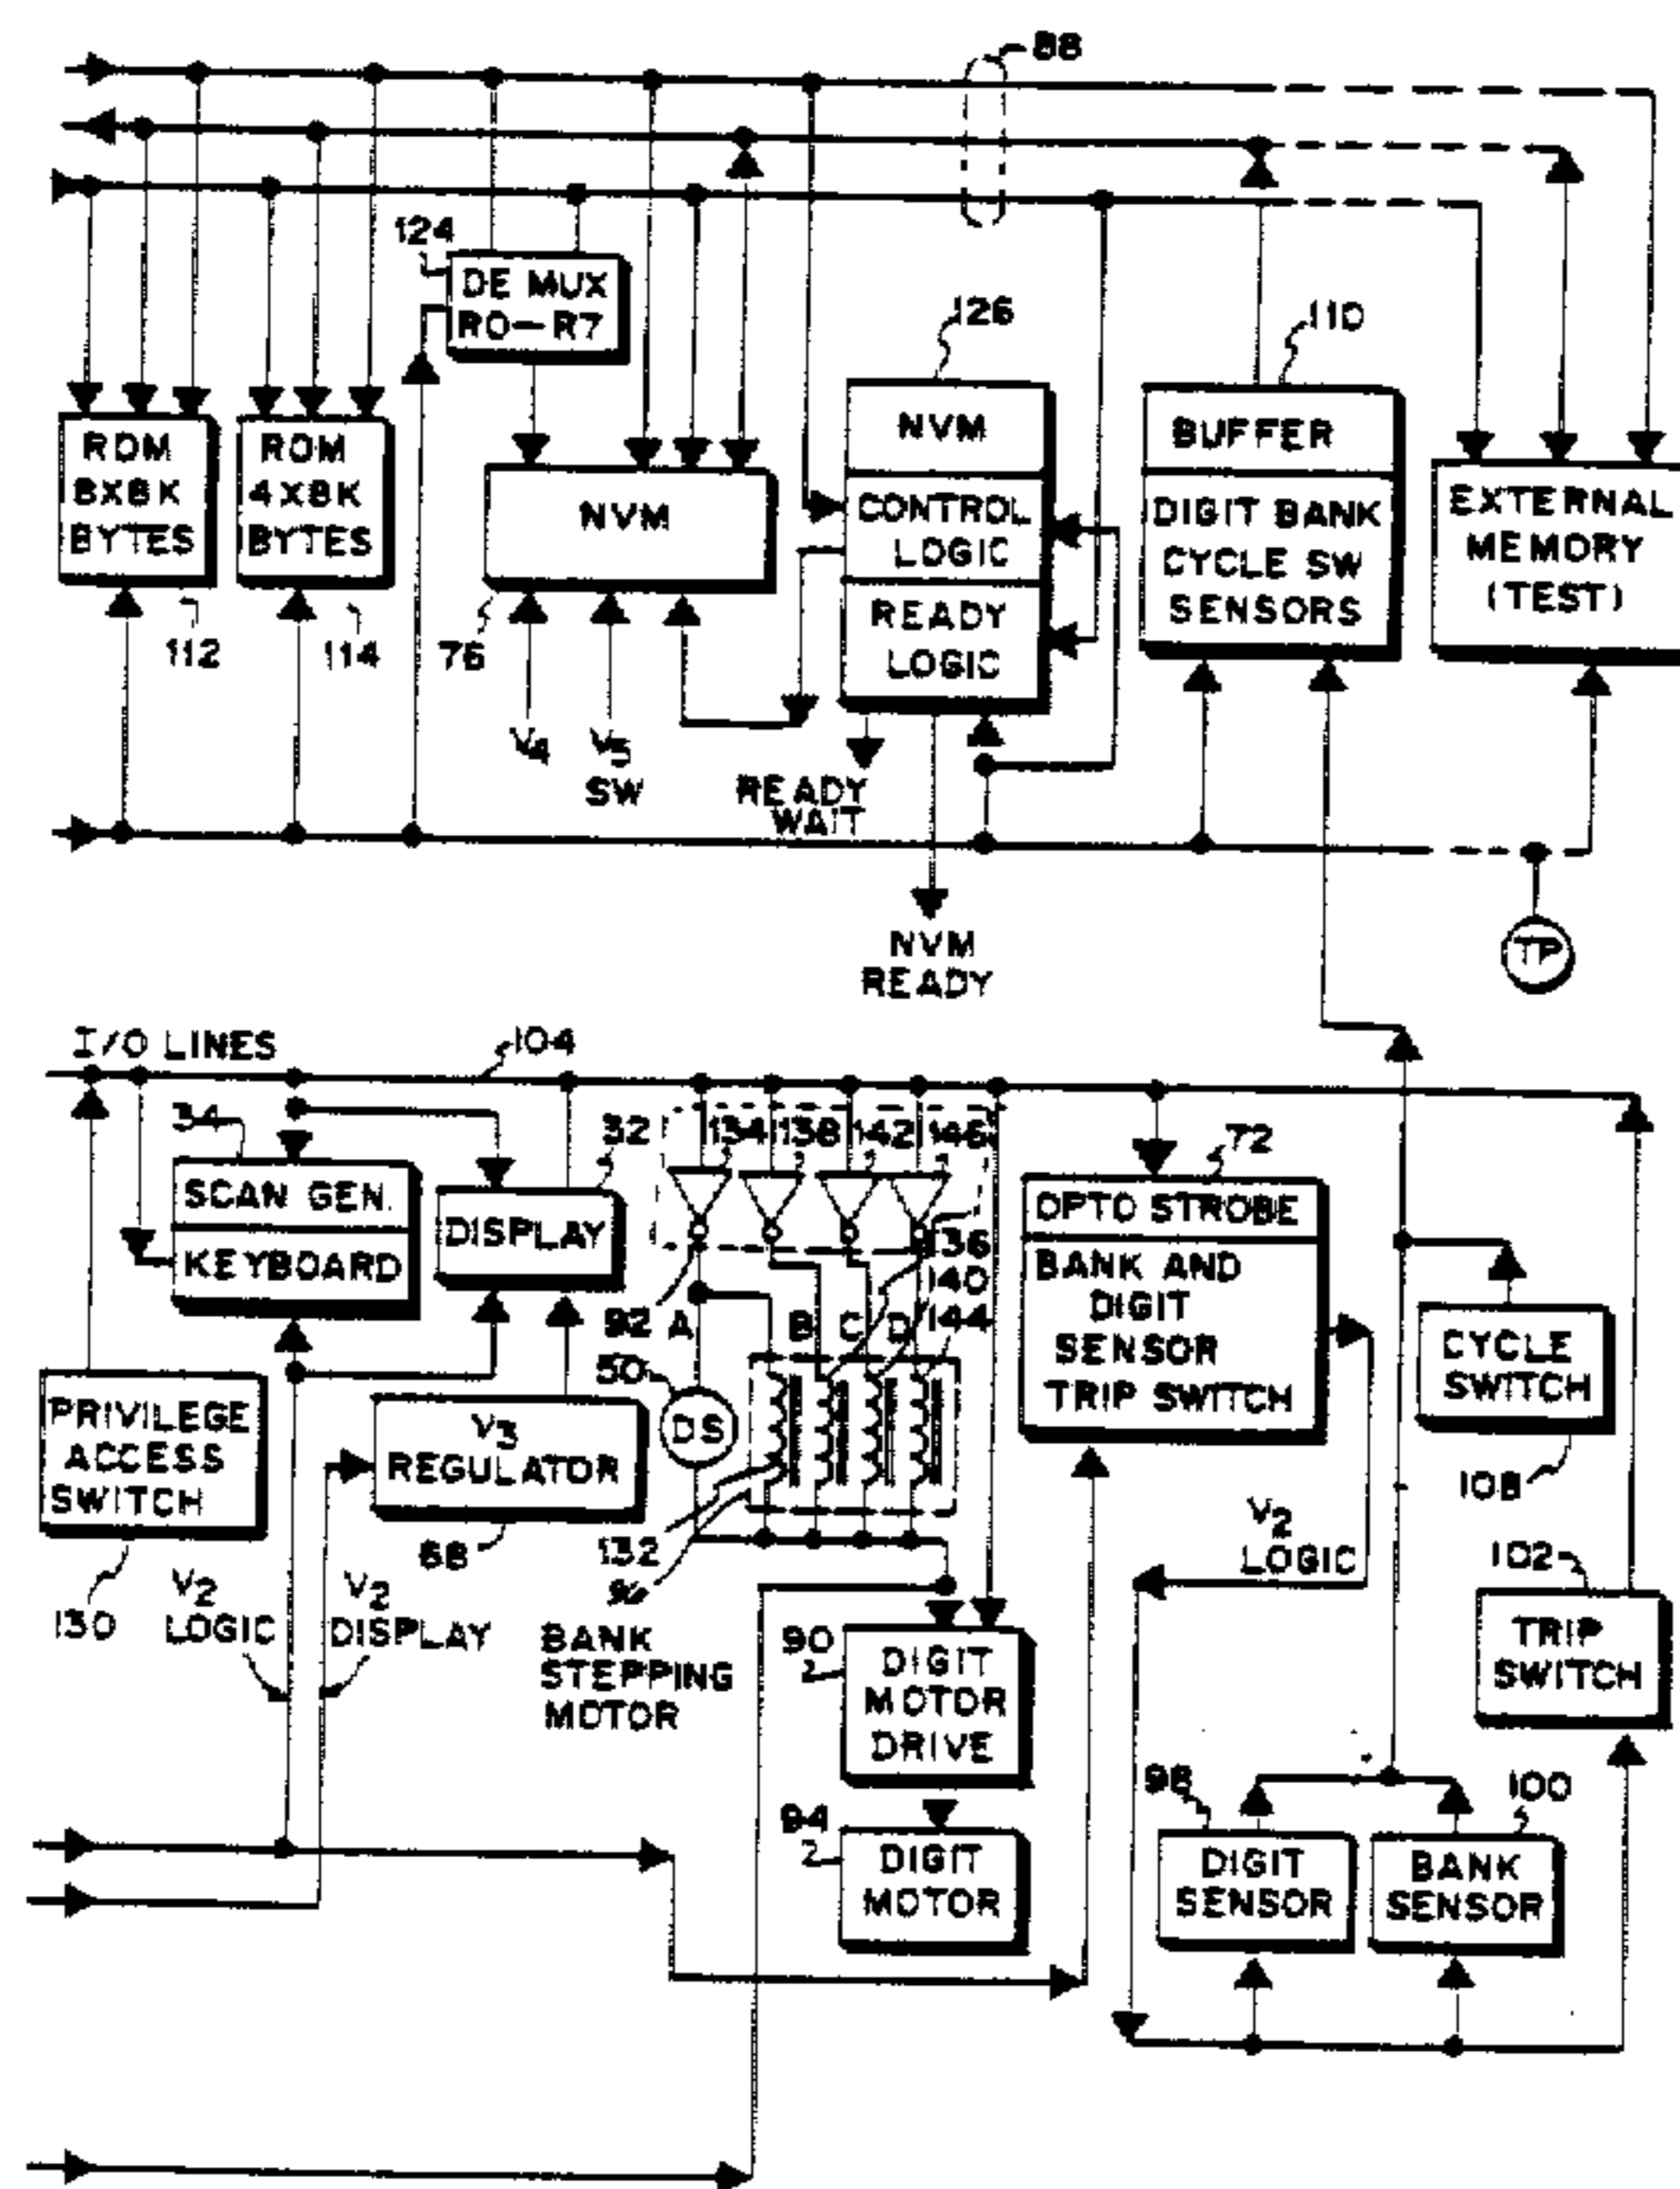 88
124
DE MUX
RO-R7
126
110
ROM
8X8K
BYTES
ROM
4X8K
BYTES
NVM
NVM
CONTROL
LOGIC
READY
LOGIC
BUFFER
DIGIT BANK
CYCLE SW
SENSORS
EXTERNAL
MEMORY
(TEST)
112
114
76
V4
V5
SW
READY
WAIT
NVM
READY
TP
I/O LINES
104
34
32
134
138
142
146
72
SCAN GEN.
KEYBOARD
DISPLAY
OPTO STROBE
BANK AND
DIGIT
SENSOR
TRIP SWITCH
136
140
144
92
A
B
C
D
50
DS
CYCLE
SWITCH
108
PRIVILEGE
ACCESS
SWITCH
V3
REGULATOR
68
132
96
V2
LOGIC
102
130
V2
LOGIC
V2
DISPLAY
BANK
STEPPING
MOTOR
90
2
DIGIT
MOTOR
DRIVE
TRIP
SWITCH
94
2
DIGIT
MOTOR
98
100
DIGIT
SENSOR
BANK
SENSOR